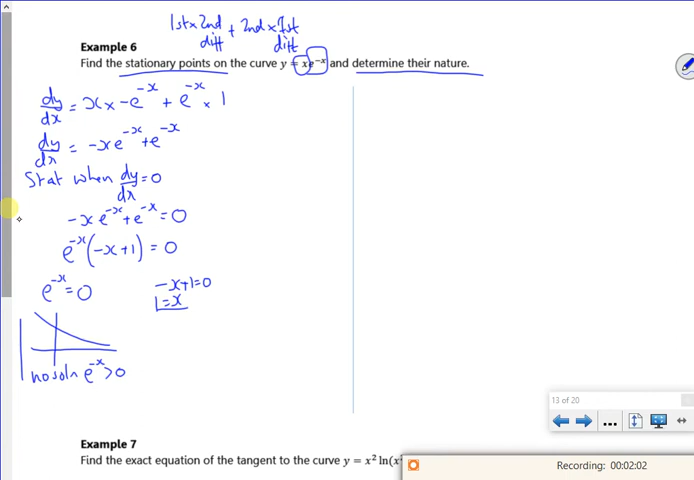 1st x 2nd diff + 2nd x 1st diff
Example 6
Find the stationary points on the curve y = xe⁻ˣ and determine their nature.
dy/dx = x × -e⁻ˣ + e⁻ˣ × 1
dy/dx = -xe⁻ˣ + e⁻ˣ
Stat when dy/dx = 0
-xe⁻ˣ + e⁻ˣ = 0
e⁻ˣ(-x+1) = 0
e⁻ˣ = 0
-x+1=0
1=x
no soln e⁻ˣ > 0
13 of 20
...
Example 7
Find the exact equation of the tangent to the curve y = x² ln(x
Recording: 00:02:02